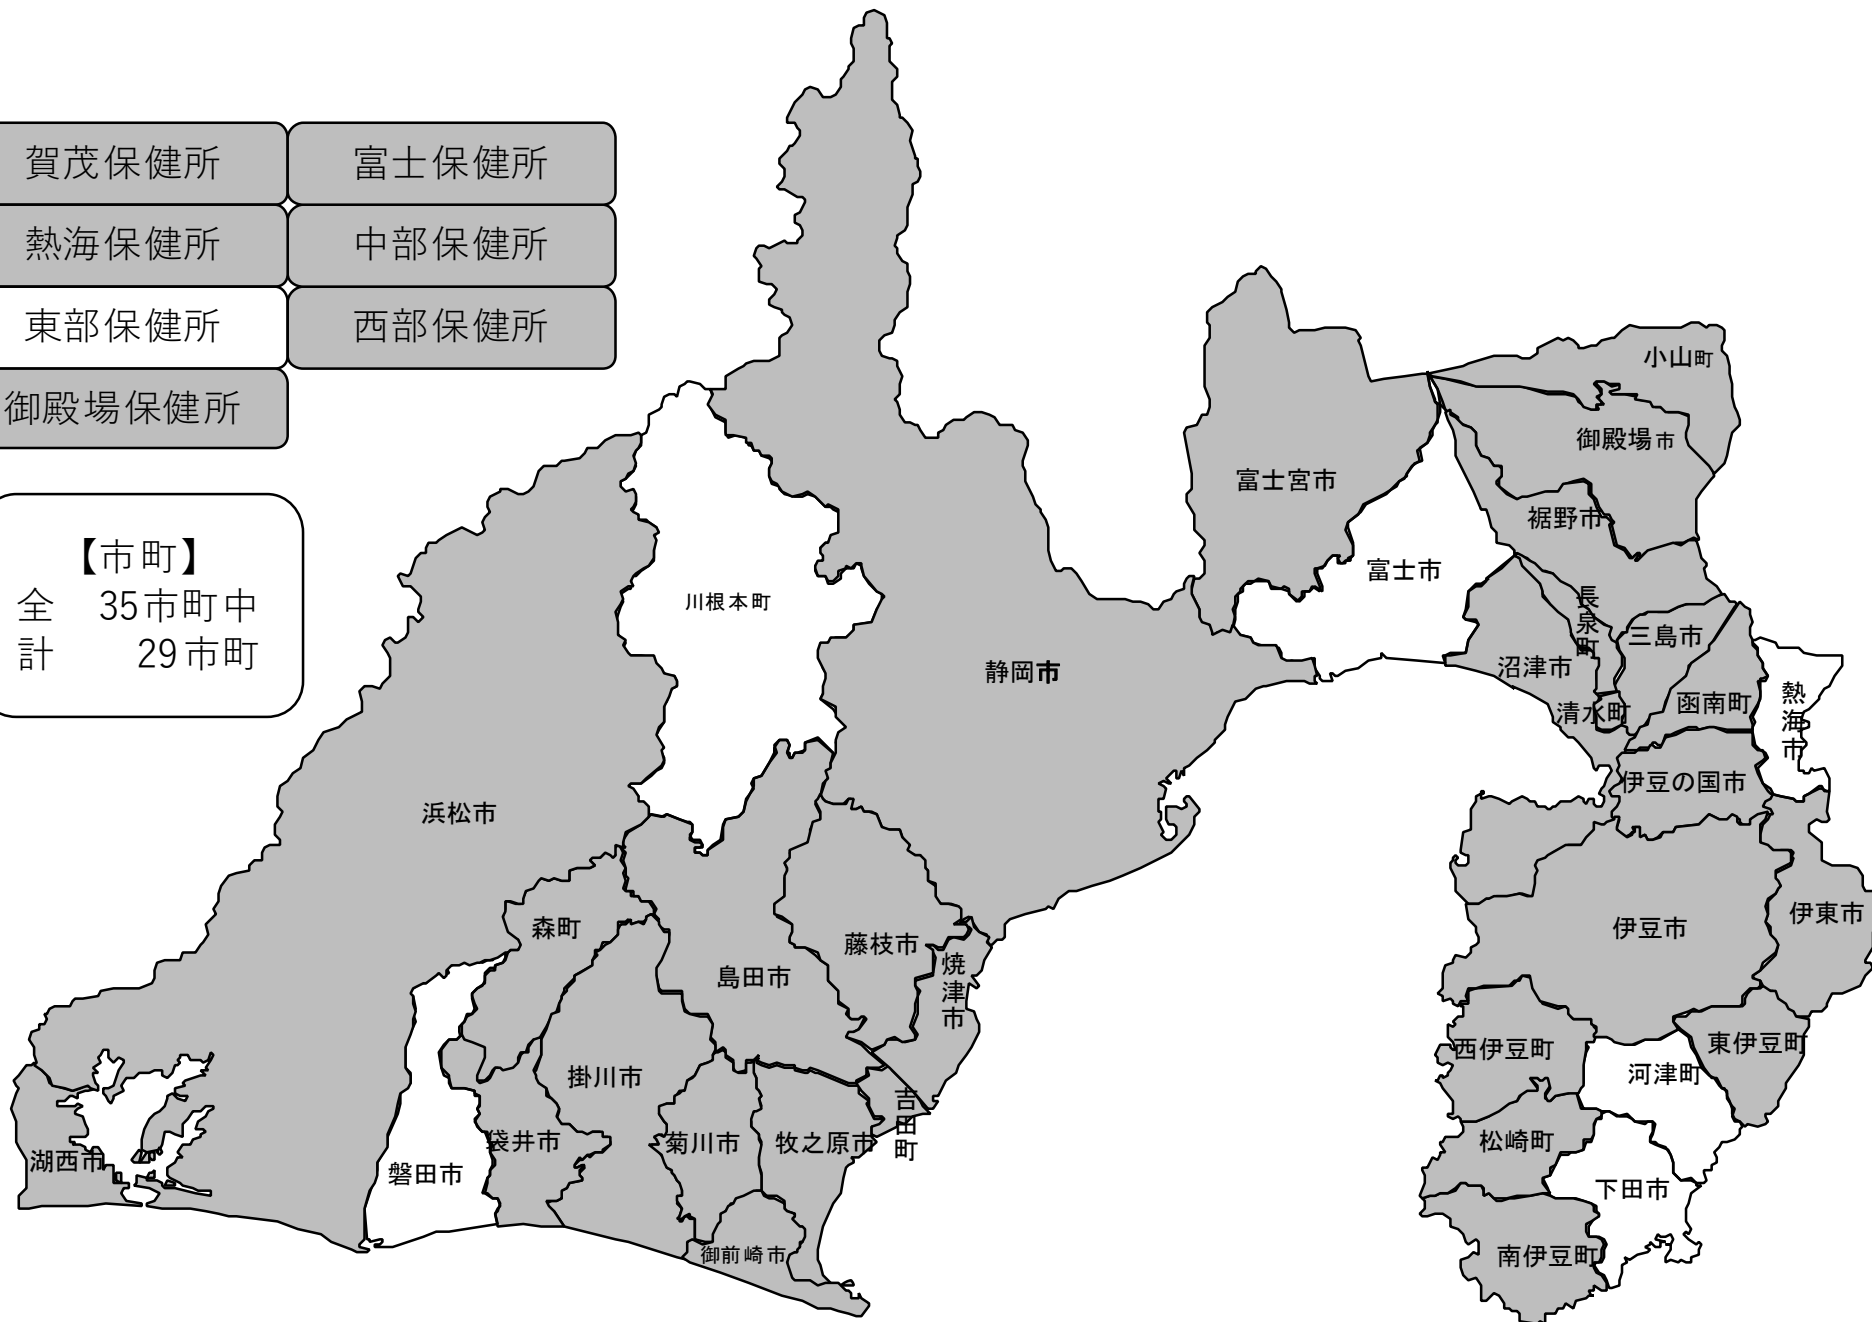 賀茂保健所
富士保健所
熱海保健所
中部保健所
東部保健所
西部保健所
御殿場保健所
【市町】
全 35市町中
計 29市町
小山町
御殿場市
富士宮市
裾野市
富士市
川根本町
長泉町
三島市
静岡市
沼津市
函南町
熱海市
清水町
伊豆の国市
浜松市
伊東市
森町
伊豆市
藤枝市
島田市
焼津市
東伊豆町
西伊豆町
河津町
掛川市
吉田町
袋井市
菊川市
牧之原市
松崎町
湖西市
磐田市
下田市
御前崎市
南伊豆町